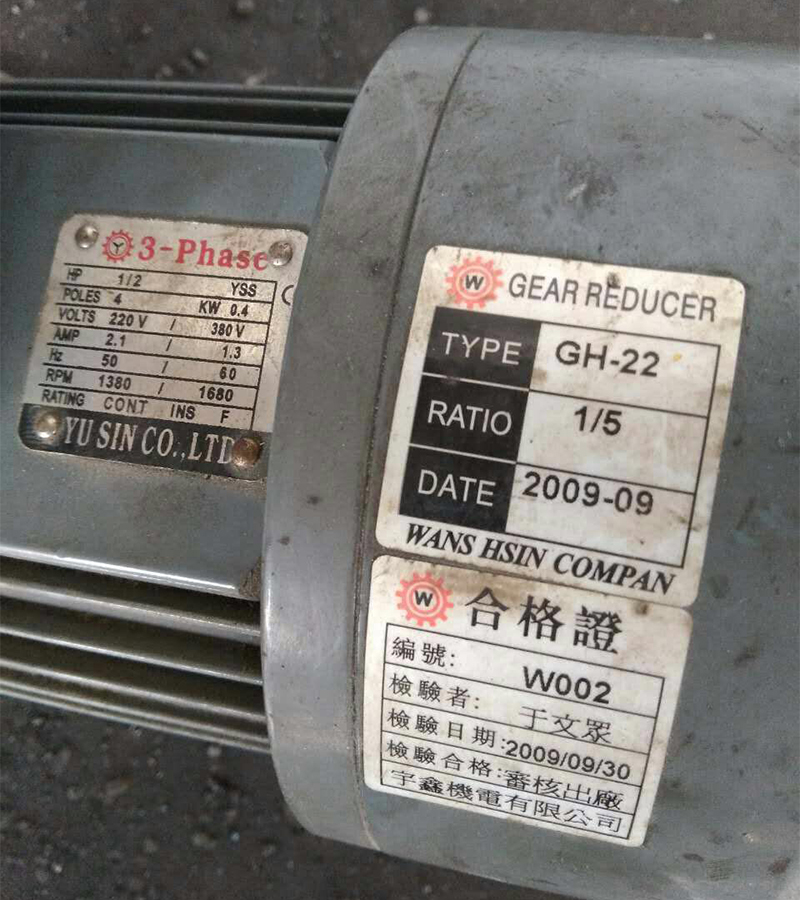 Y 3-Phase
HP 1/2 YSS
POLES 4 KW 0.4
VOLTS 220 V / 380 V
AMP 2.1 / 1.3
Hz 50 / 60
RPM 1380 / 1680
RATING CONT INS F
YU SIN CO.,LTD
W GEAR REDUCER
TYPE GH-22
RATIO 1/5
DATE 2009-09
WANS HSIN COMPAN
W 合格證
編號: W002
檢驗者: 于文眾
檢驗日期:2009/09/30
檢驗合格:審核出廠
宇鑫機電有限公司